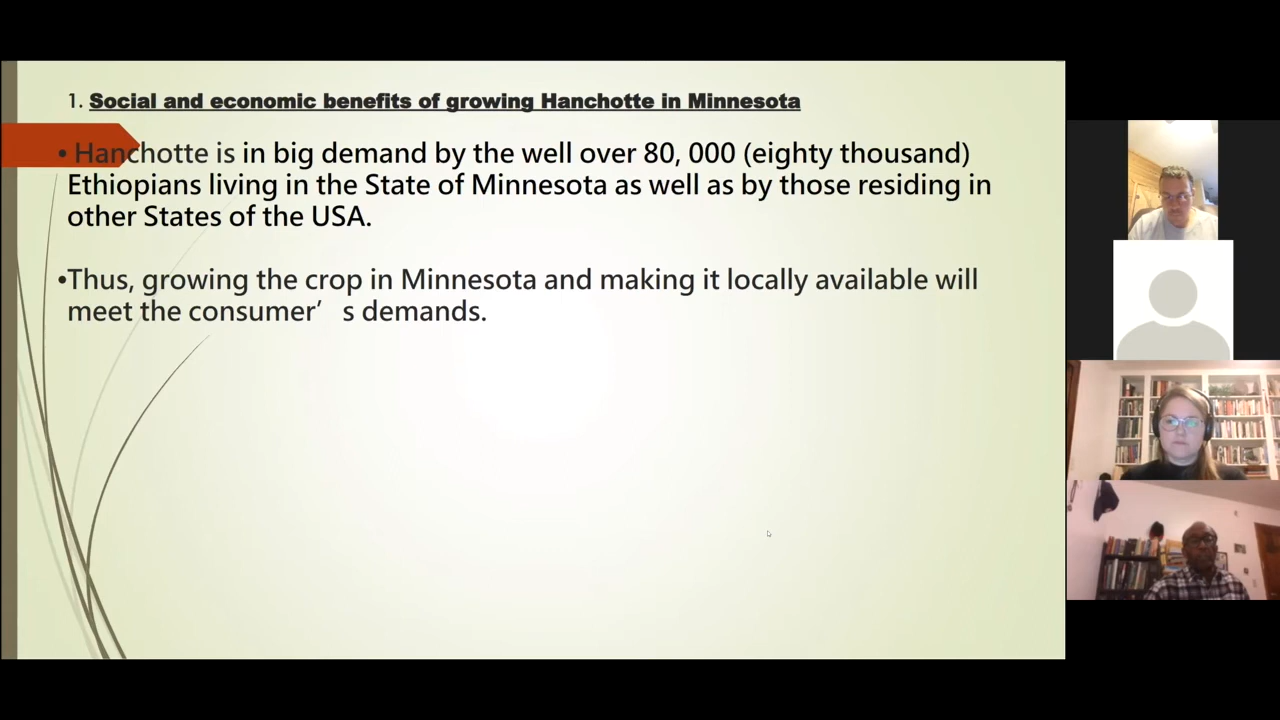 1. Social and economic benefits of growing Hanchotte in Minnesota
• Hanchotte is in big demand by the well over 80, 000 (eighty thousand)
Ethiopians living in the State of Minnesota as well as by those residing in
other States of the USA.
•Thus, growing the crop in Minnesota and making it locally available will
meet the consumer’ s demands.